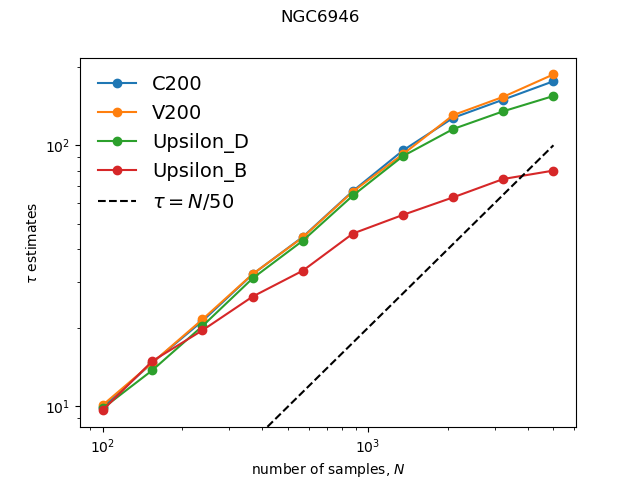 NGC6946
C200
V200
Upsilon_D
Upsilon_B
τ = N/50
10²
10¹
τ estimates
10² 10³
number of samples, N